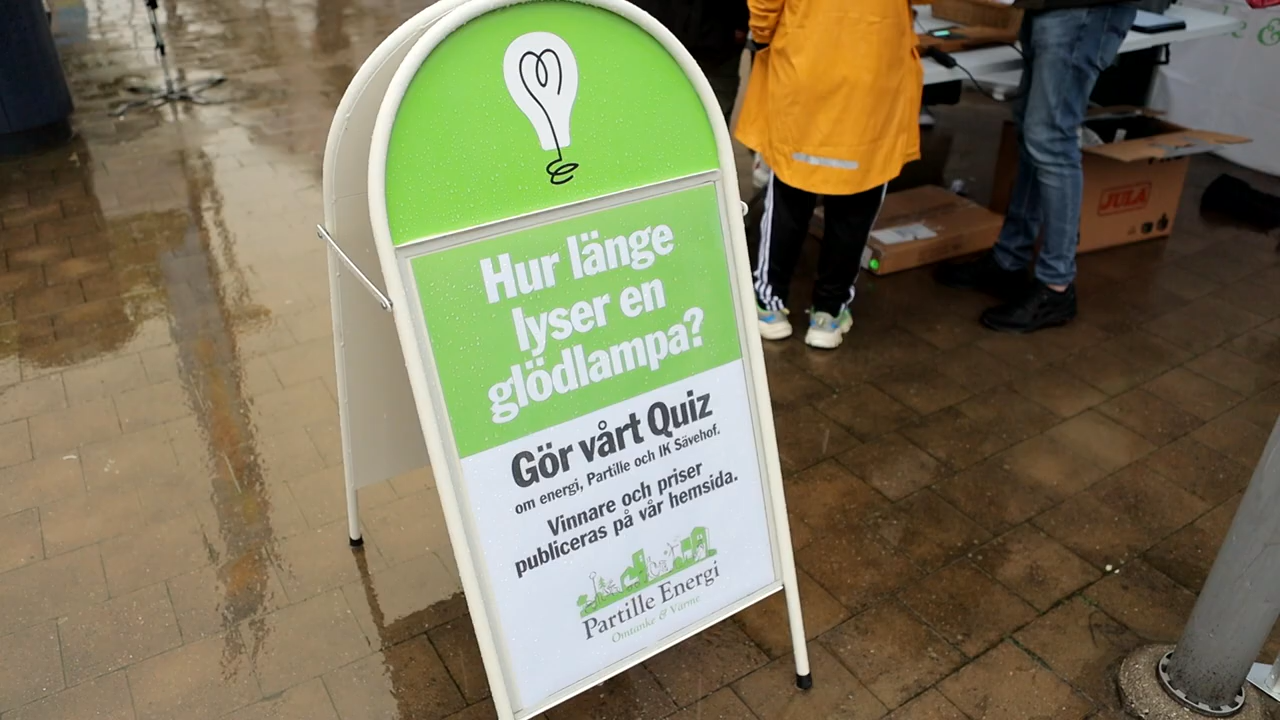 Hur länge
lyser en
glödlampa?
Gör vårt Quiz
om energi, Partille och IK Sävehof.
Vinnare och priser
publiceras på vår hemsida.
Partille Energi
Omtanke & Värme
JULA